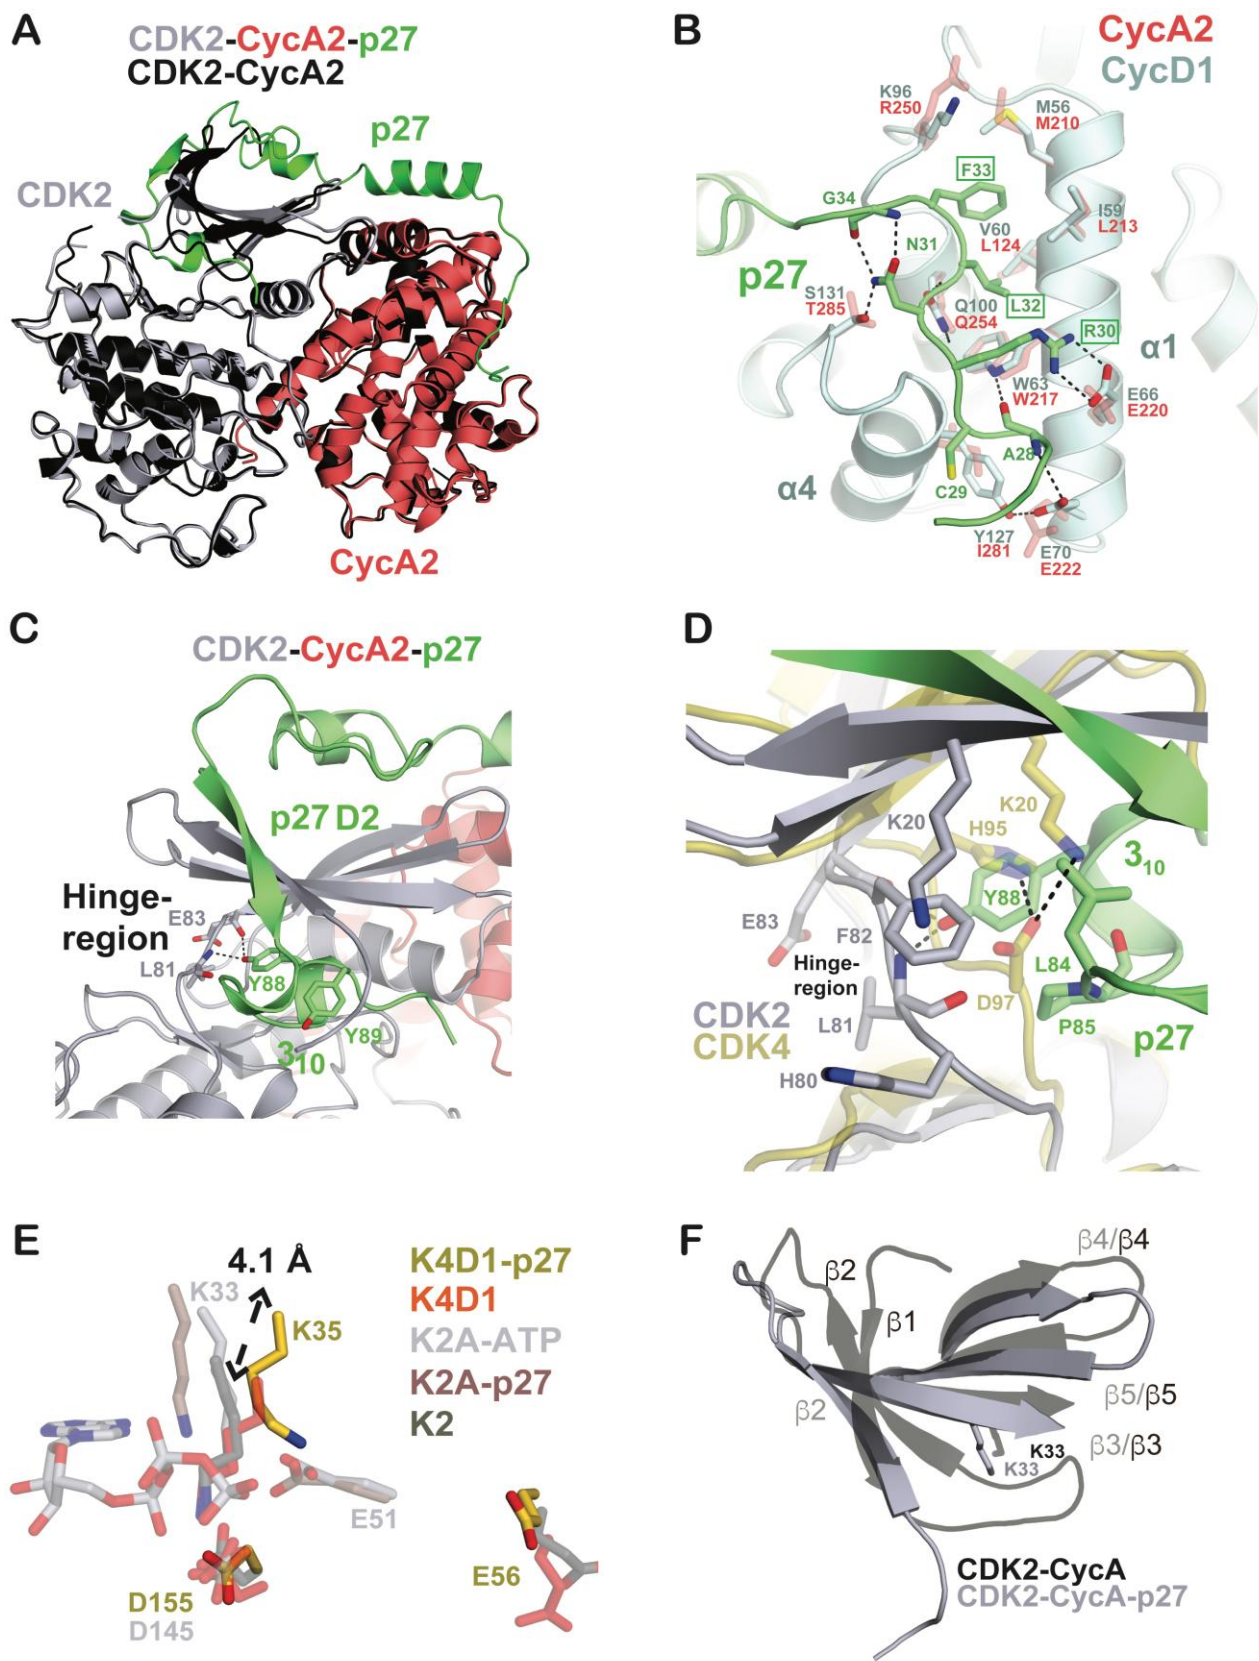 A
CDK2-CycA2-p27
CDK2-CycA2
p27
CDK2
CycA2
B
CycA2
CycD1
K96
R250
M56
M210
F33
G34
I59
L213
V60
L124
N31
p27
S131
T285
Q100
Q254
L32
R30
α1
W63
W217
E66
E220
A28
α4
C29
Y127
I281
E70
E222
C
CDK2-CycA2-p27
p27 D2
Hinge-
region
E83
L81
Y88
Y89
3₁₀
D
K20
K20
H95
3₁₀
Y88
E83
F82
Hinge-
region
L84
D97
CDK2
CDK4
L81
P85
p27
H80
E
4.1 Å
K33
K35
K4D1-p27
K4D1
K2A-ATP
K2A-p27
K2
E51
E56
D155
D145
F
β4/β4
β2
β1
β2
β5/β5
β3/β3
K33
K33
CDK2-CycA
CDK2-CycA-p27